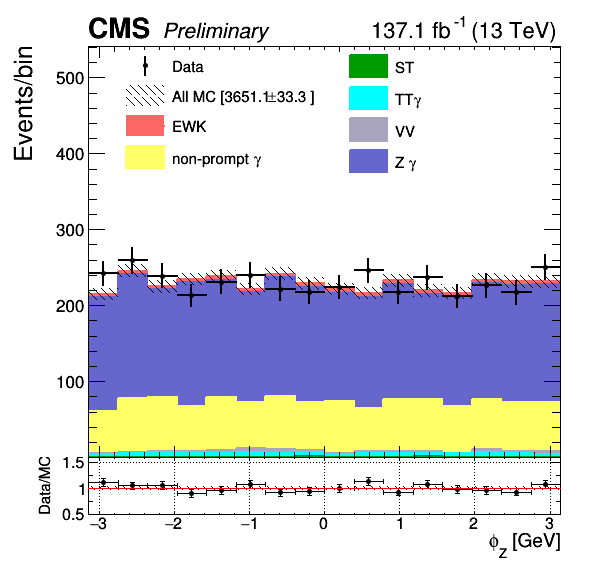 CMS Preliminary 137.1 fb⁻¹ (13 TeV)
Events/bin
500
400
300
200
100
Data
All MC [3651.1±33.3 ]
EWK
non-prompt γ
ST
TTγ
VV
Z γ
Data/MC
1.5
1
0.5
−3 −2 −1 0 1 2 3
ϕ_Z [GeV]